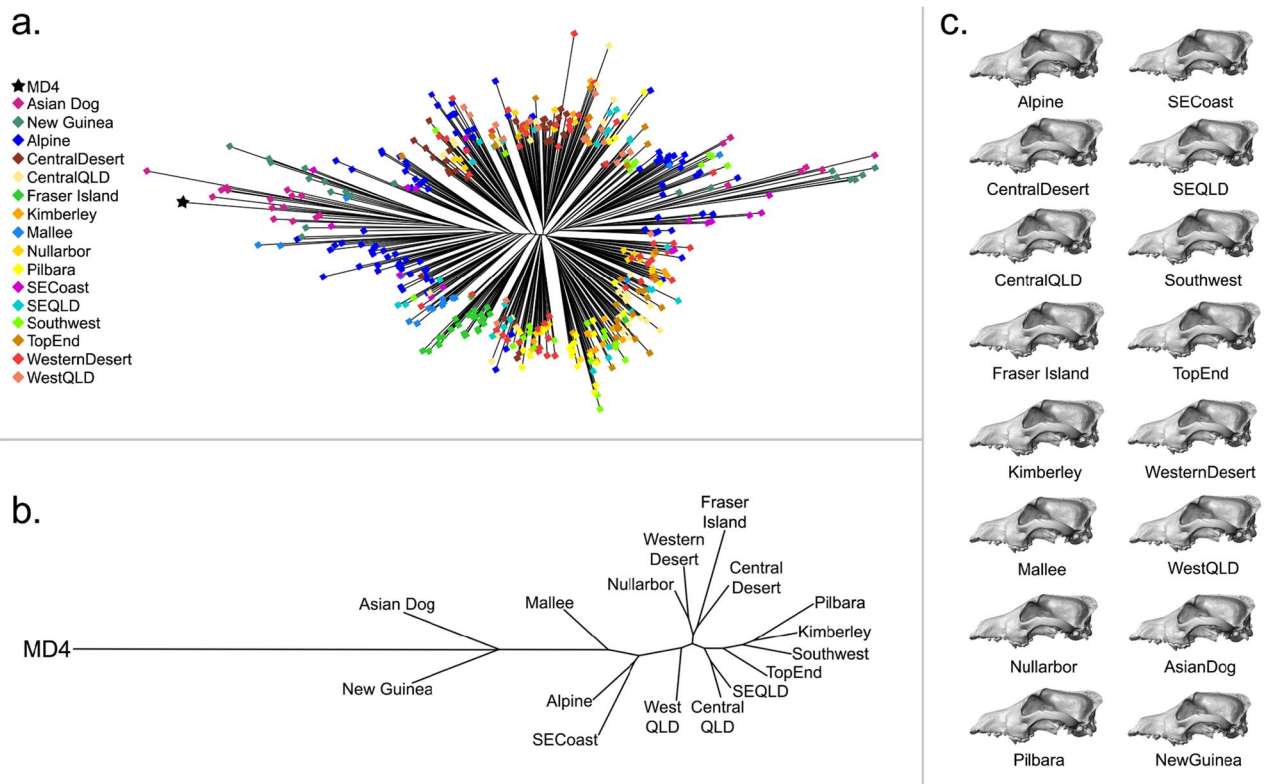 a.
MD4
Asian Dog
New Guinea
Alpine
CentralDesert
CentralQLD
Fraser Island
Kimberley
Mallee
Nullarbor
Pilbara
SECoast
SEQLD
Southwest
TopEnd
WesternDesert
WestQLD
b.
MD4
Asian Dog
New Guinea
Mallee
Alpine
SECoast
West
QLD
Nullarbor
Western
Desert
Fraser
Island
Central
Desert
Pilbara
Kimberley
Southwest
TopEnd
SEQLD
Central
QLD
c.
Alpine
SECoast
CentralDesert
SEQLD
CentralQLD
Southwest
Fraser Island
TopEnd
Kimberley
WesternDesert
Mallee
WestQLD
Nullarbor
AsianDog
Pilbara
NewGuinea